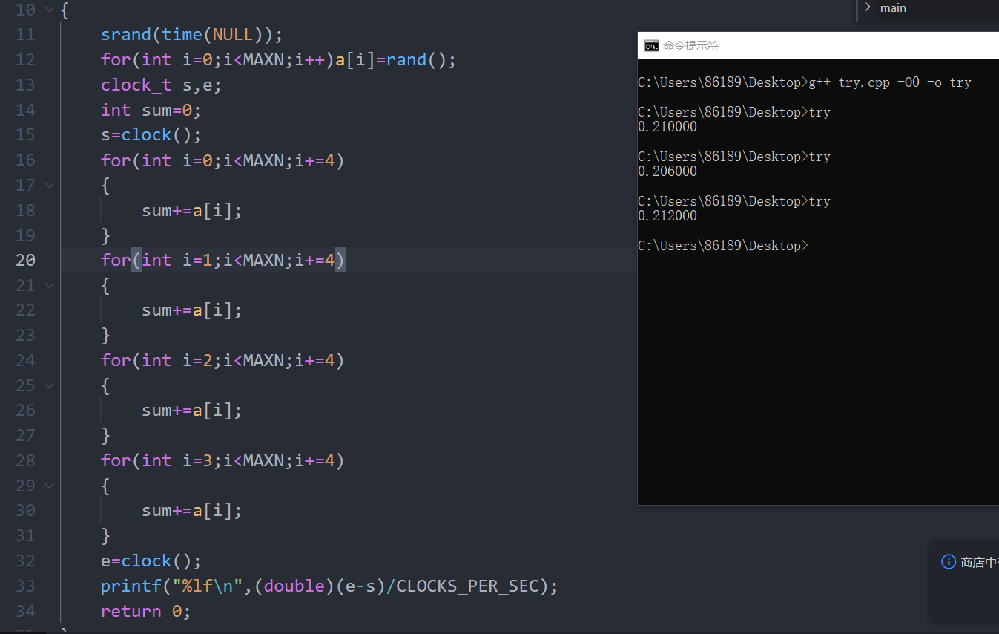 10 {
11 srand(time(NULL));
12 for(int i=0;i<MAXN;i++)a[i]=rand();
13 clock_t s,e;
14 int sum=0;
15 s=clock();
16 for(int i=0;i<MAXN;i+=4)
17 {
18 sum+=a[i];
19 }
20 for(int i=1;i<MAXN;i+=4)
21 {
22 sum+=a[i];
23 }
24 for(int i=2;i<MAXN;i+=4)
25 {
26 sum+=a[i];
27 }
28 for(int i=3;i<MAXN;i+=4)
29 {
30 sum+=a[i];
31 }
32 e=clock();
33 printf("%lf\n",(double)(e-s)/CLOCKS_PER_SEC);
34 return 0;
main
命令提示符
C:\Users\86189\Desktop>g++ try.cpp -O0 -o try
C:\Users\86189\Desktop>try
0.210000
C:\Users\86189\Desktop>try
0.206000
C:\Users\86189\Desktop>try
0.212000
C:\Users\86189\Desktop>
商店中